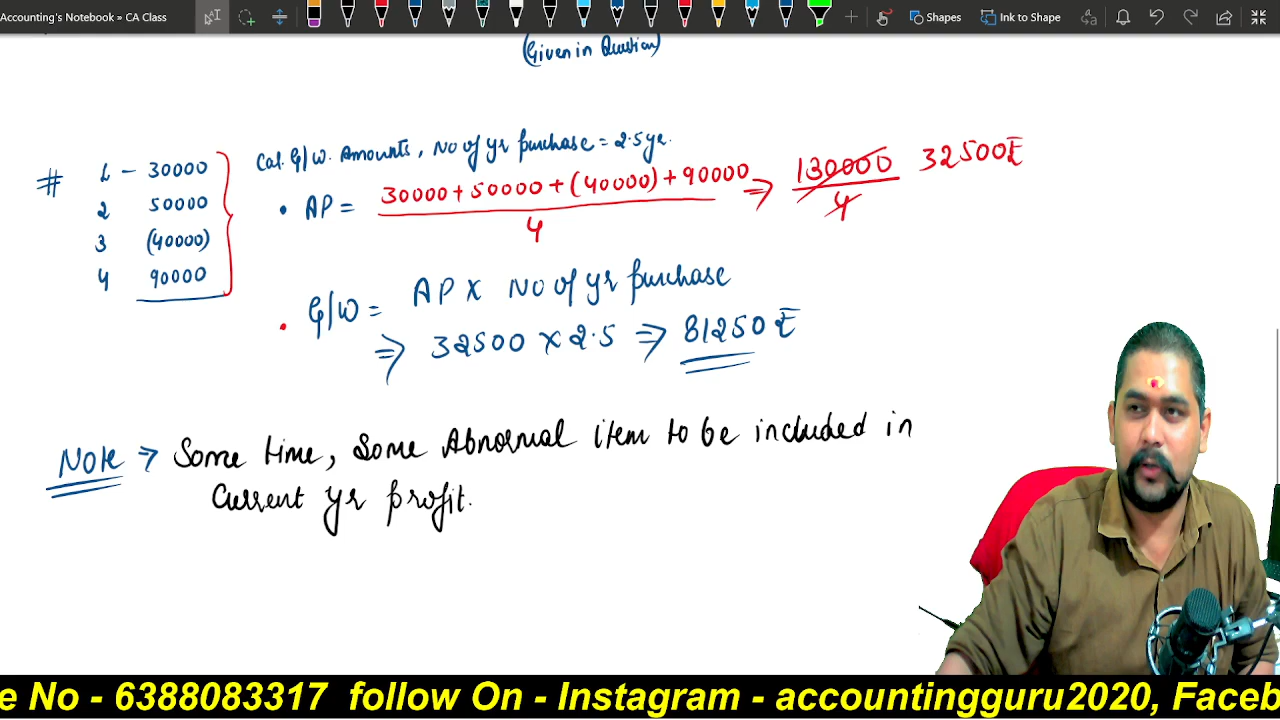 Accounting's Notebook » CA Class
Shapes
Ink to Shape
(Given in Question)
# 1 - 30000
2 50000
3 (40000)
4 90000
Cal. G/W. Amounts, No of yr purchase = 2.5 yr.
• AP = 30000 + 50000 + (40000) + 90000 / 4 ⇒ 130000 / 4 32500₹
• G/W = AP x No of yr purchase
⇒ 32500 x 2.5 ⇒ 81250₹
Note → Some time, Some Abnormal item to be included in
Current yr profit.
e No - 6388083317 follow On - Instagram - accountingguru2020, Faceb